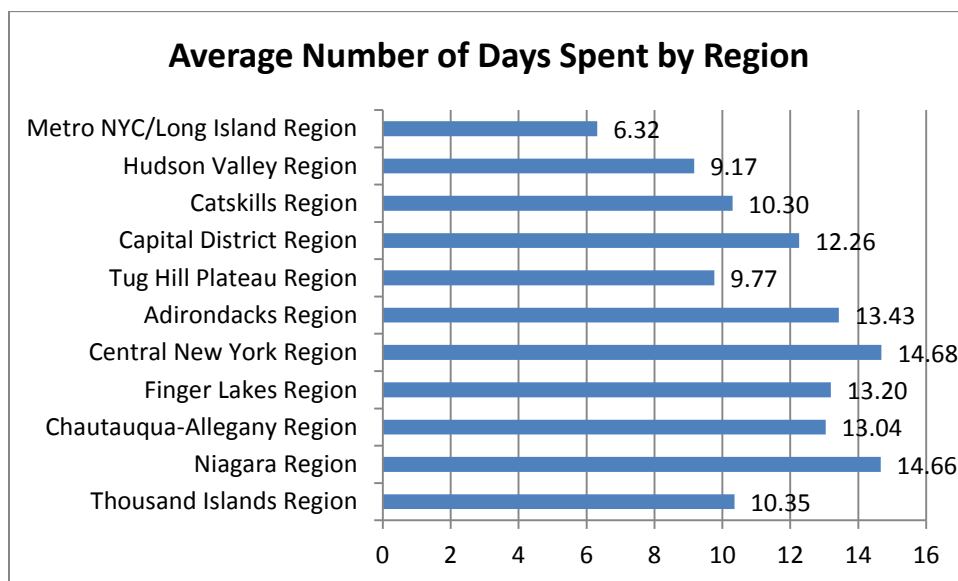 Average Number of Days Spent by Region
Metro NYC/Long Island Region 6.32
Hudson Valley Region 9.17
Catskills Region 10.30
Capital District Region 12.26
Tug Hill Plateau Region 9.77
Adirondacks Region 13.43
Central New York Region 14.68
Finger Lakes Region 13.20
Chautauqua-Allegany Region 13.04
Niagara Region 14.66
Thousand Islands Region 10.35
0 2 4 6 8 10 12 14 16